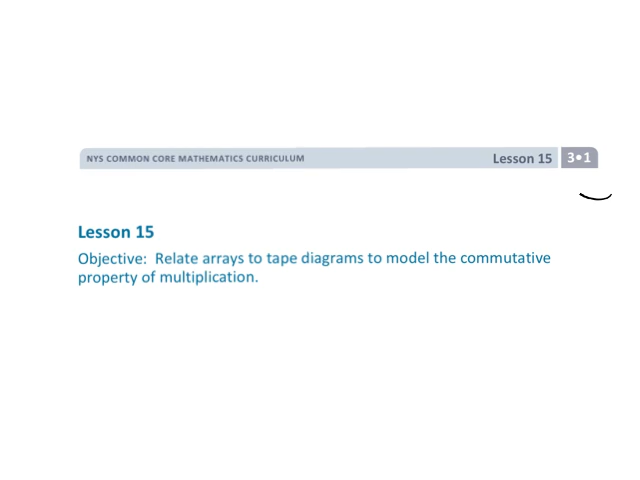 NYS COMMON CORE MATHEMATICS CURRICULUM Lesson 15 3•1
Lesson 15
Objective: Relate arrays to tape diagrams to model the commutative
property of multiplication.